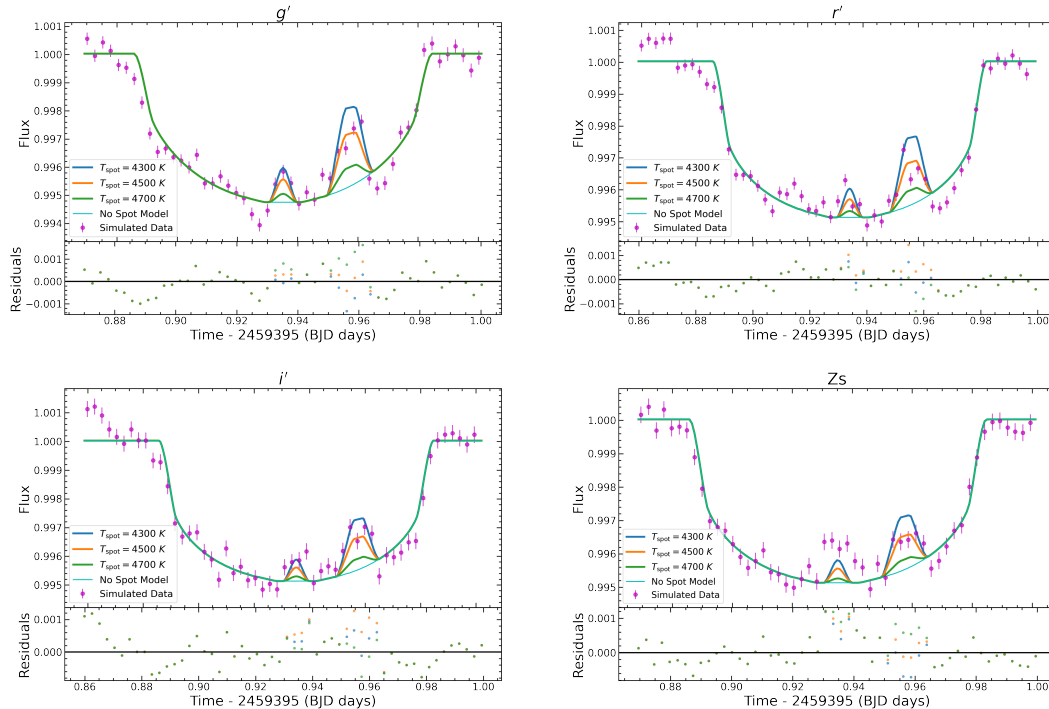 g′
1.000
0.999
0.998
0.997
0.996
0.995
0.994
Flux
T_spot = 4300 K
T_spot = 4500 K
T_spot = 4700 K
No Spot Model
Simulated Data
0.001
0.000
−0.001
Residuals
0.88 0.90 0.92 0.94 0.96 0.98 1.00
Time - 2459395 (BJD days)
r′
1.001
1.000
0.999
0.998
0.997
0.996
0.995
Flux
T_spot = 4300 K
T_spot = 4500 K
T_spot = 4700 K
No Spot Model
Simulated Data
0.001
0.000
−0.001
Residuals
0.86 0.88 0.90 0.92 0.94 0.96 0.98 1.00
Time - 2459395 (BJD days)
i′
1.001
1.000
0.999
0.998
0.997
0.996
0.995
Flux
T_spot = 4300 K
T_spot = 4500 K
T_spot = 4700 K
No Spot Model
Simulated Data
0.001
0.000
Residuals
0.86 0.88 0.90 0.92 0.94 0.96 0.98 1.00
Time - 2459395 (BJD days)
Zs
1.000
0.999
0.998
0.997
0.996
0.995
Flux
T_spot = 4300 K
T_spot = 4500 K
T_spot = 4700 K
No Spot Model
Simulated Data
0.001
0.000
Residuals
0.88 0.90 0.92 0.94 0.96 0.98 1.00
Time - 2459395 (BJD days)